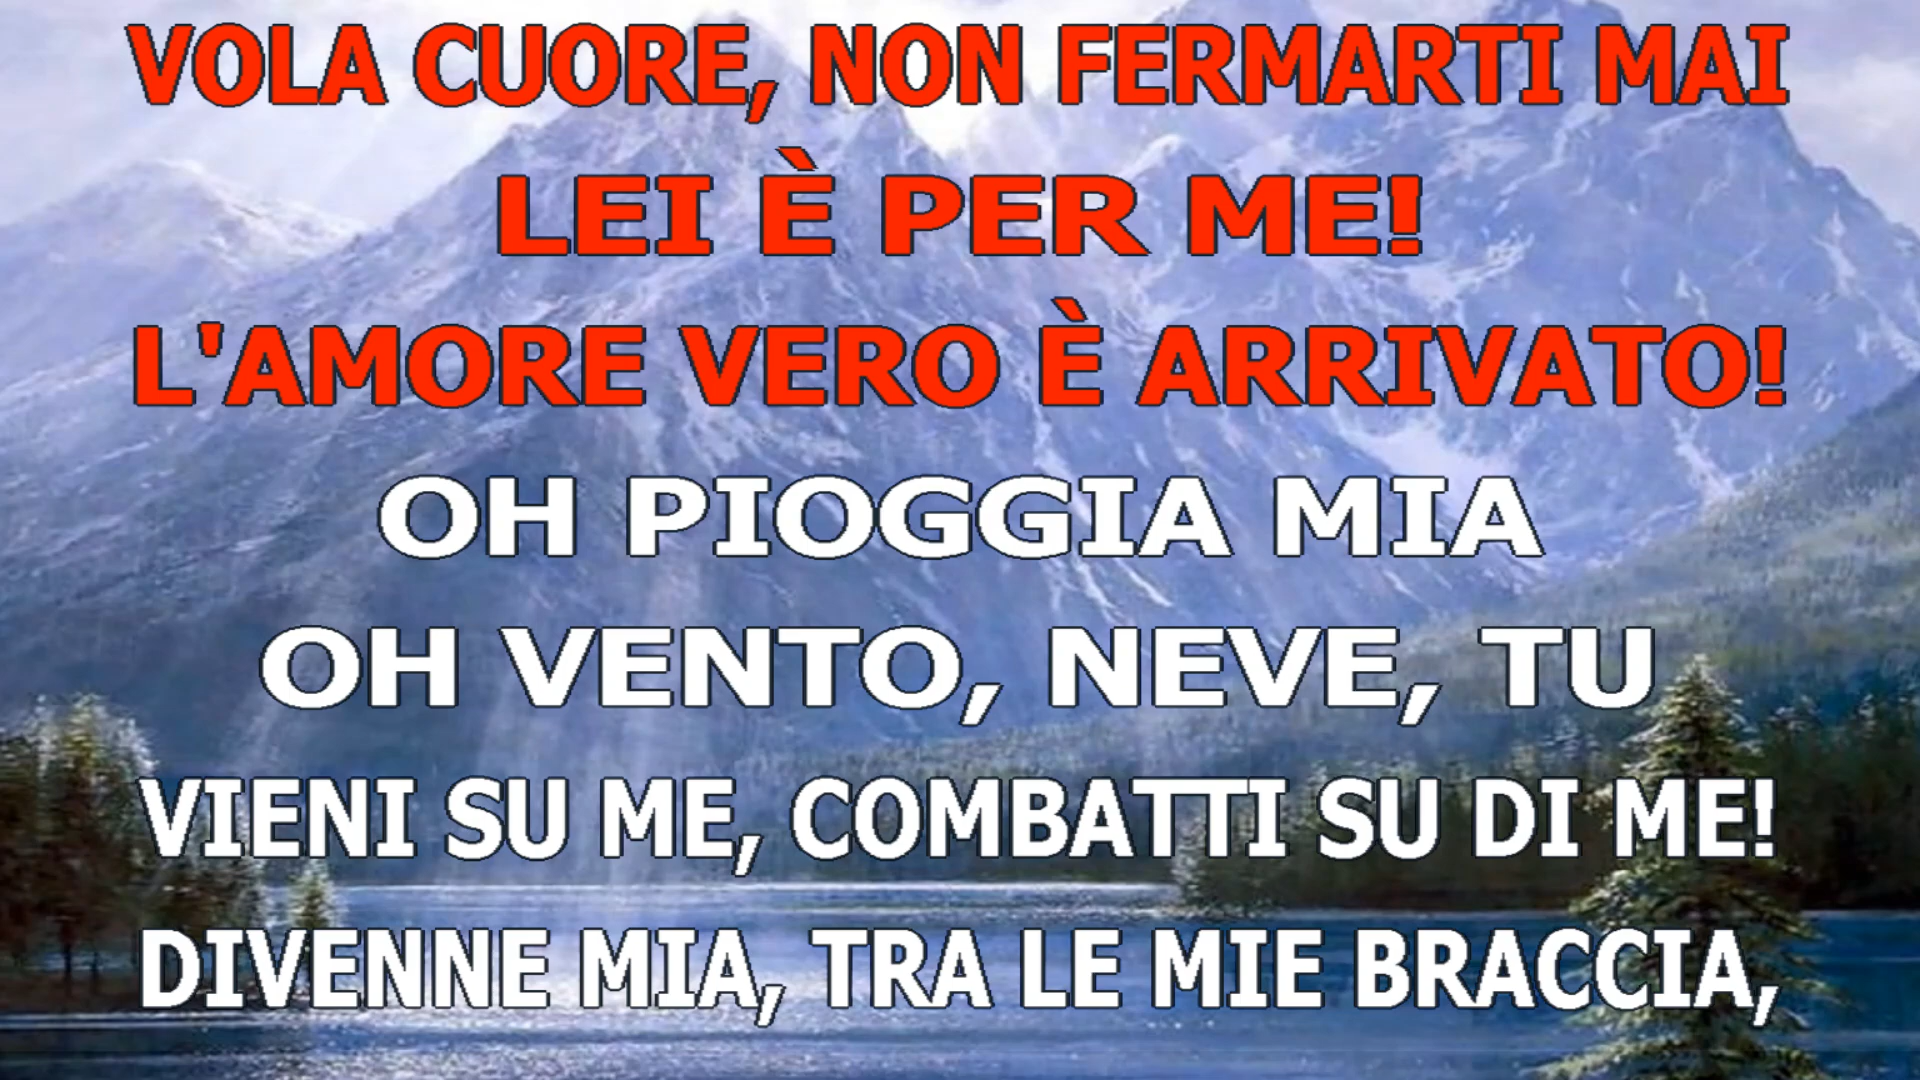 VOLA CUORE, NON FERMARTI MAI
LEI È PER ME!
L'AMORE VERO È ARRIVATO!
OH PIOGGIA MIA
OH VENTO, NEVE, TU
VIENI SU ME, COMBATTI SU DI ME!
DIVENNE MIA, TRA LE MIE BRACCIA,